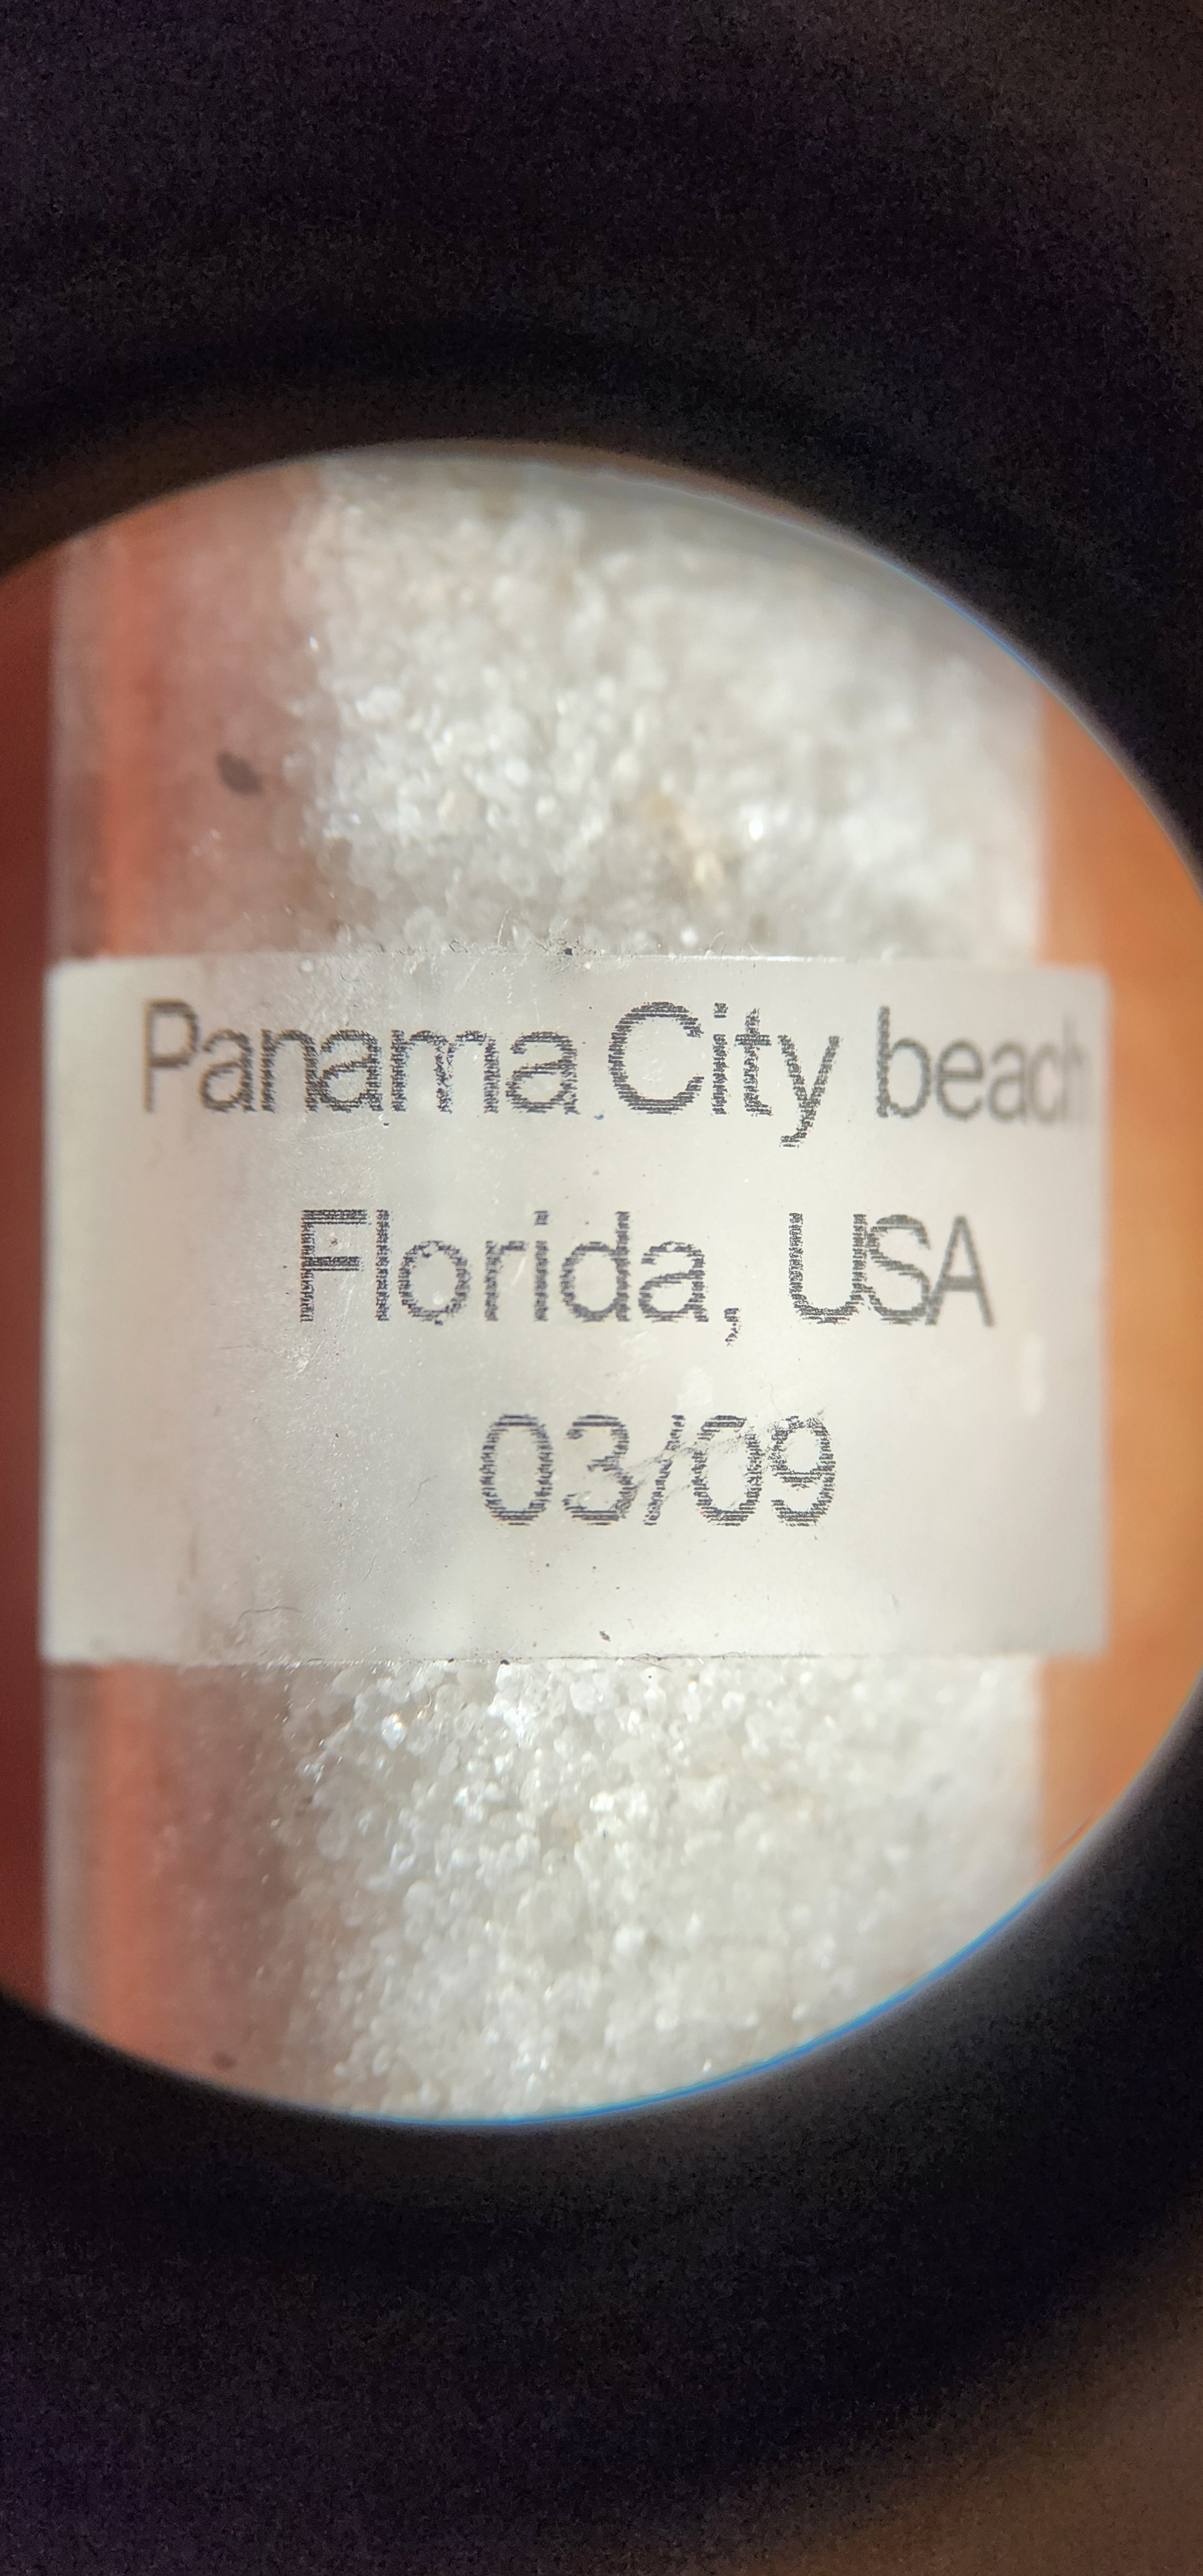 Panama City beach
Florida, USA
03/09